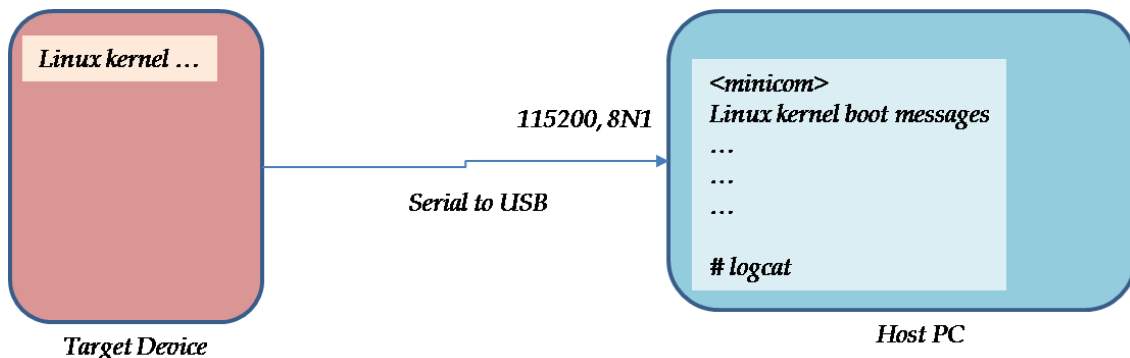 Linux kernel …
115200, 8N1
Serial to USB
<minicom>
Linux kernel boot messages
…
…
…
# logcat
Target Device
Host PC